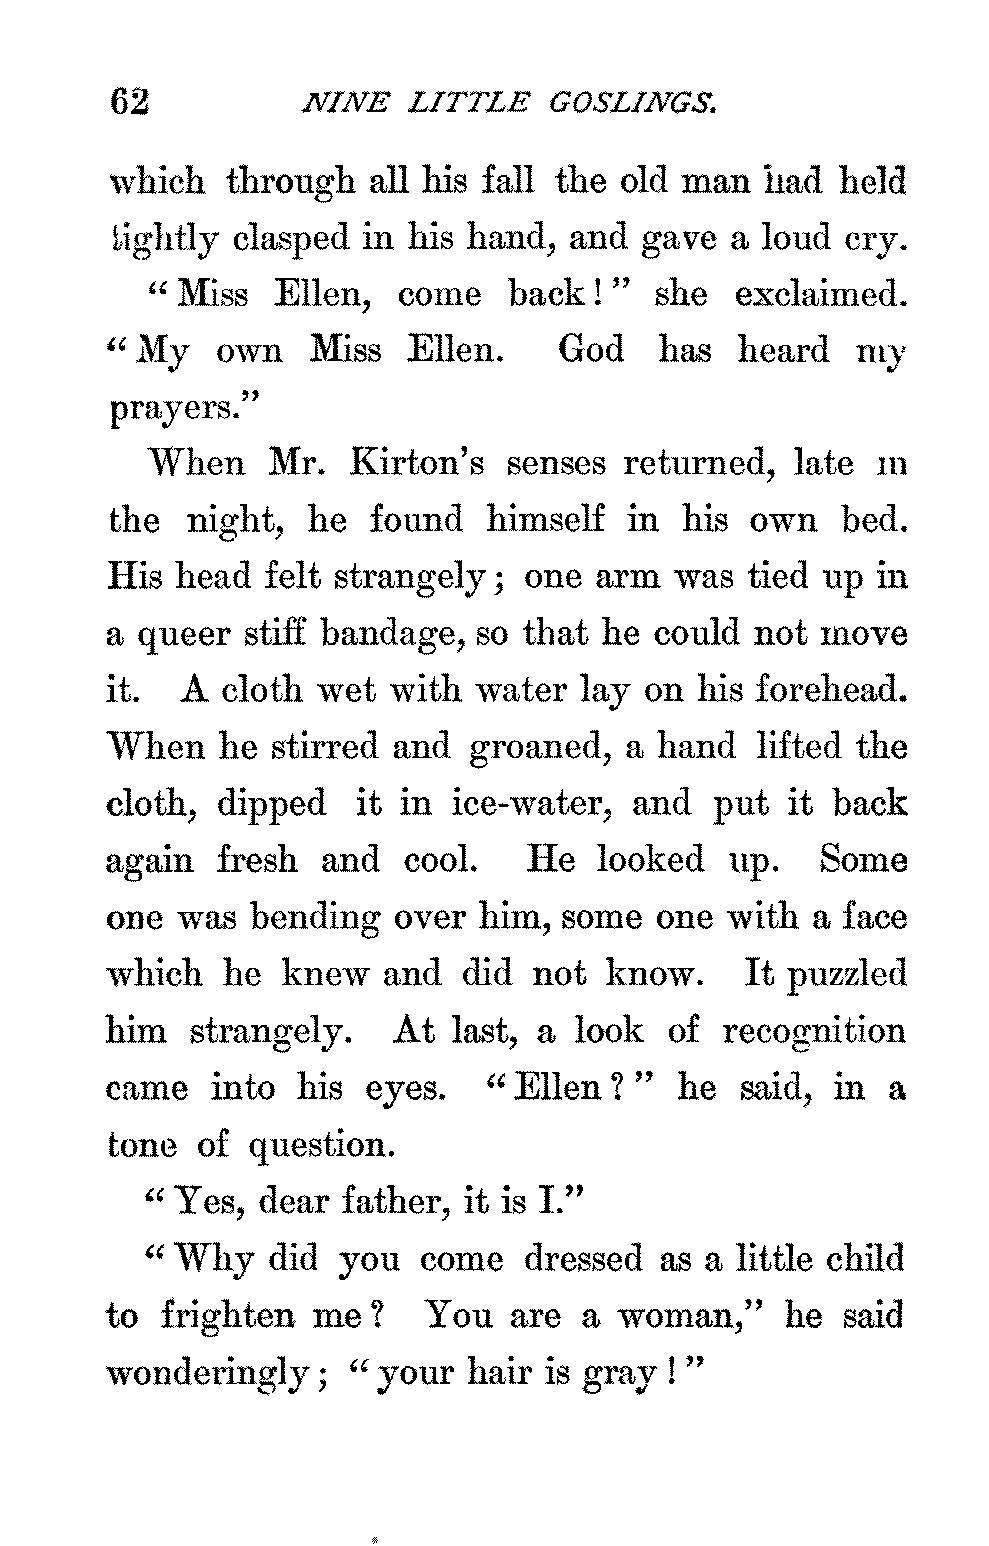 62 NINE LITTLE GOSLINGS.
which through all his fall the old man had held
tightly clasped in his hand, and gave a loud cry.
“Miss Ellen, come back!” she exclaimed.
“My own Miss Ellen. God has heard my
prayers.”
When Mr. Kirton’s senses returned, late in
the night, he found himself in his own bed.
His head felt strangely; one arm was tied up in
a queer stiff bandage, so that he could not move
it. A cloth wet with water lay on his forehead.
When he stirred and groaned, a hand lifted the
cloth, dipped it in ice-water, and put it back
again fresh and cool. He looked up. Some
one was bending over him, some one with a face
which he knew and did not know. It puzzled
him strangely. At last, a look of recognition
came into his eyes. “Ellen?” he said, in a
tone of question.
“Yes, dear father, it is I.”
“Why did you come dressed as a little child
to frighten me? You are a woman,” he said
wonderingly; “your hair is gray!”